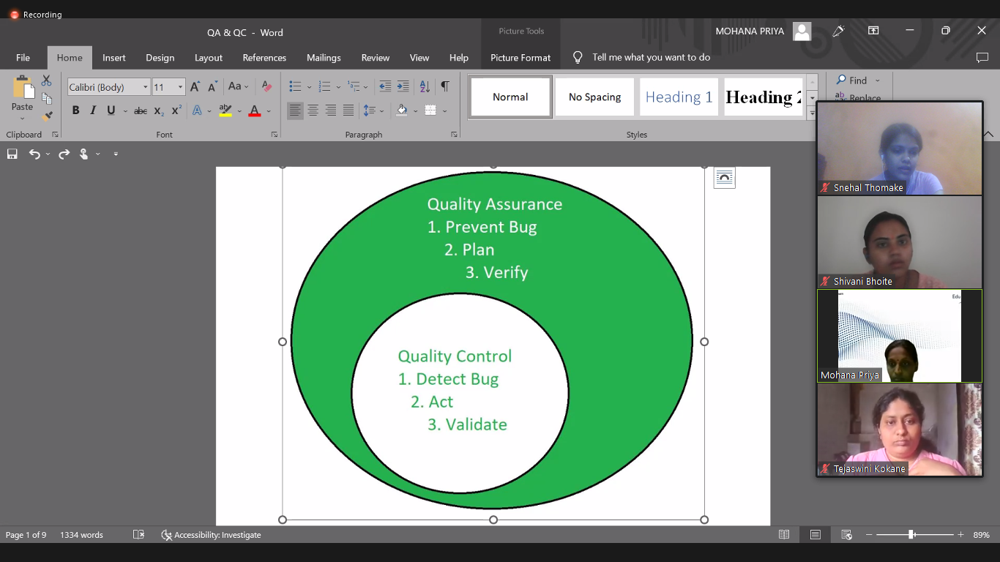 Recording
QA & QC - Word
Picture Tools
MOHANA PRIYA
File Home Insert Design Layout References Mailings Review View Help Picture Format Tell me what you want to do
Paste
Calibri (Body) 11
Aa
B I U abc X2 X2 A A
Normal
No Spacing
Heading 1
Heading 2
Find
Replace
Clipboard Font Paragraph Styles
Quality Assurance
1. Prevent Bug
2. Plan
3. Verify
Quality Control
1. Detect Bug
2. Act
3. Validate
Snehal Thomake
Shivani Bhoite
Edu
Mohana Priya
Tejaswini Kokane
Page 1 of 9 1334 words Accessibility: Investigate 89%